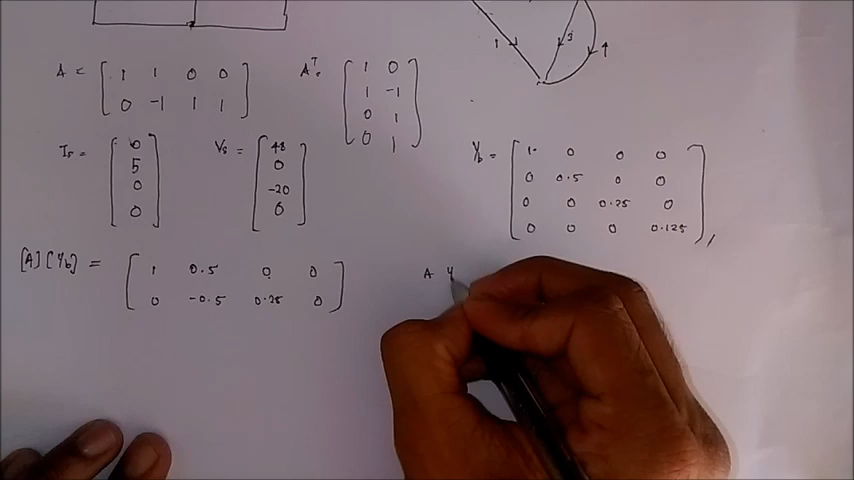 1 3 4
A = [ 1 1 0 0 ; 0 -1 1 1 ] Aᵀ = [ 1 0 ; 1 -1 ; 0 1 ; 0 1 ]
Is = [ 0 ; 5 ; 0 ; 0 ] Vs = [ 48 ; 0 ; -20 ; 0 ] Yb = [ 1. 0 0 0 ; 0 0.5 0 0 ; 0 0 0.25 0 ; 0 0 0 0.125 ],
[A][Yb] = [ 1 0.5 0 0 ; 0 -0.5 0.25 0 ] A Y